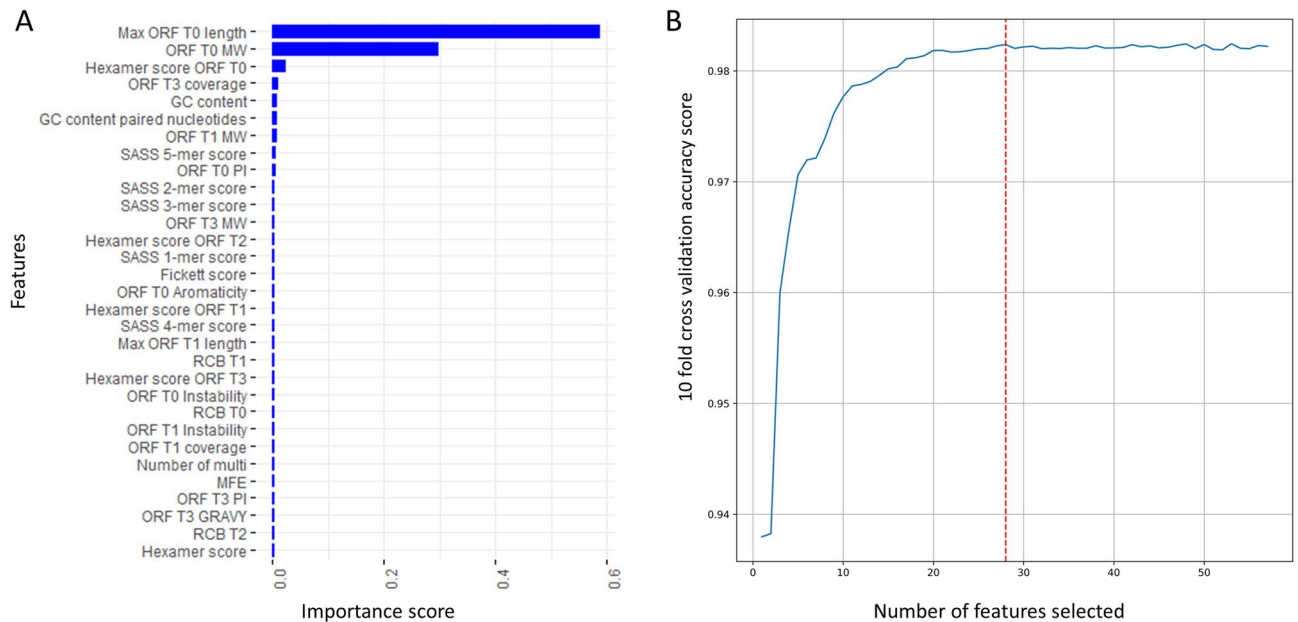 A
Max ORF T0 length
ORF T0 MW
Hexamer score ORF T0
ORF T3 coverage
GC content
GC content paired nucleotides
ORF T1 MW
SASS 5-mer score
ORF T0 PI
SASS 2-mer score
SASS 3-mer score
ORF T3 MW
Hexamer score ORF T2
SASS 1-mer score
Fickett score
ORF T0 Aromaticity
Hexamer score ORF T1
SASS 4-mer score
Max ORF T1 length
RCB T1
Hexamer score ORF T3
ORF T0 Instability
RCB T0
ORF T1 Instability
ORF T1 coverage
Number of multi
MFE
ORF T3 PI
ORF T3 GRAVY
RCB T2
Hexamer score
Features
0.0 0.2 0.4 0.6
Importance score
B
0.98
0.97
0.96
0.95
0.94
10 fold cross validation accuracy score
0 10 20 30 40 50
Number of features selected